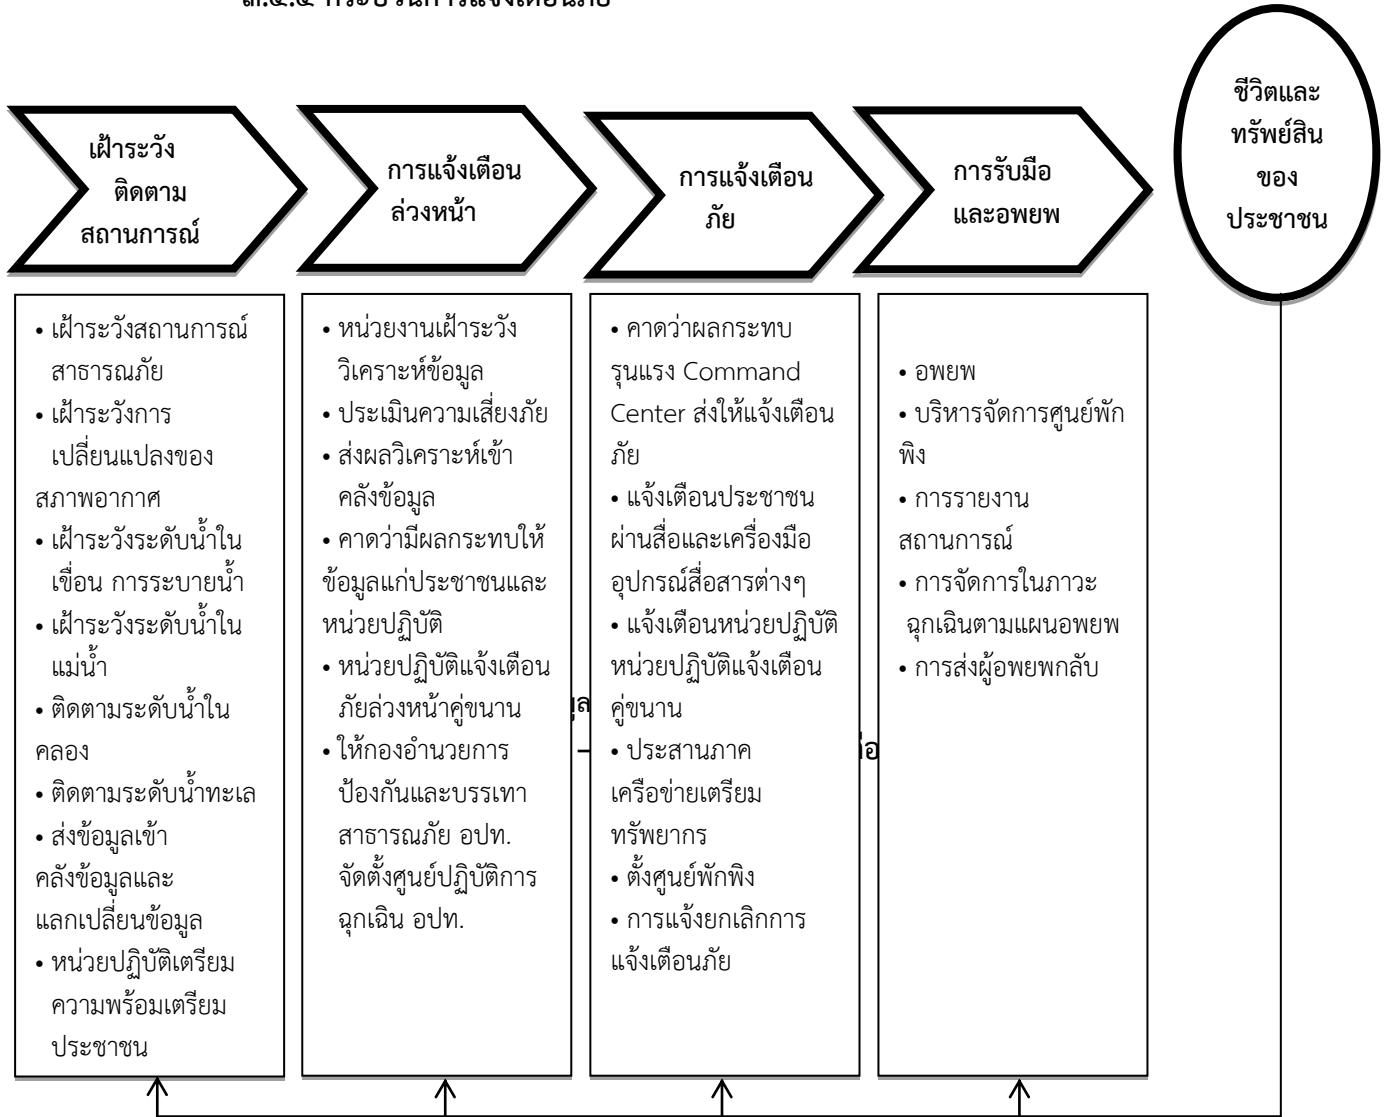 กระบวนการแจ้งเตือนภัย
เฝ้าระวัง
ติดตาม
สถานการณ์
การแจ้งเตือน
ล่วงหน้า
การแจ้งเตือน
ภัย
การรับมือ
และอพยพ
ชีวิตและ
ทรัพย์สิน
ของ
ประชาชน
• เฝ้าระวังสถานการณ์
สาธารณภัย
• เฝ้าระวังการ
เปลี่ยนแปลงของ
สภาพอากาศ
• เฝ้าระวังระดับน้ำใน
เขื่อน การระบายน้ำ
• เฝ้าระวังระดับน้ำใน
แม่น้ำ
• ติดตามระดับน้ำใน
คลอง
• ติดตามระดับน้ำทะเล
• ส่งข้อมูลเข้า
คลังข้อมูลและ
แลกเปลี่ยนข้อมูล
• หน่วยปฏิบัติเตรียม
ความพร้อมเตรียม
ประชาชน
• หน่วยงานเฝ้าระวัง
วิเคราะห์ข้อมูล
• ประเมินความเสี่ยงภัย
• ส่งผลวิเคราะห์เข้า
คลังข้อมูล
• คาดว่ามีผลกระทบให้
ข้อมูลแก่ประชาชนและ
หน่วยปฏิบัติ
• หน่วยปฏิบัติแจ้งเตือน
ภัยล่วงหน้าคู่ขนาน
• ให้กองอำนวยการ
ป้องกันและบรรเทา
สาธารณภัย อปท.
จัดตั้งศูนย์ปฏิบัติการ
ฉุกเฉิน อปท.
• คาดว่าผลกระทบ
รุนแรง Command
Center ส่งให้แจ้งเตือน
ภัย
• แจ้งเตือนประชาชน
ผ่านสื่อและเครื่องมือ
อุปกรณ์สื่อสารต่างๆ
• แจ้งเตือนหน่วยปฏิบัติ
หน่วยปฏิบัติแจ้งเตือน
คู่ขนาน
• ประสานภาค
เครือข่ายเตรียม
ทรัพยากร
• ตั้งศูนย์พักพิง
• การแจ้งยกเลิกการ
แจ้งเตือนภัย
• อพยพ
• บริหารจัดการศูนย์พัก
พิง
• การรายงาน
สถานการณ์
• การจัดการในภาวะ
ฉุกเฉินตามแผนอพยพ
• การส่งผู้อพยพกลับ